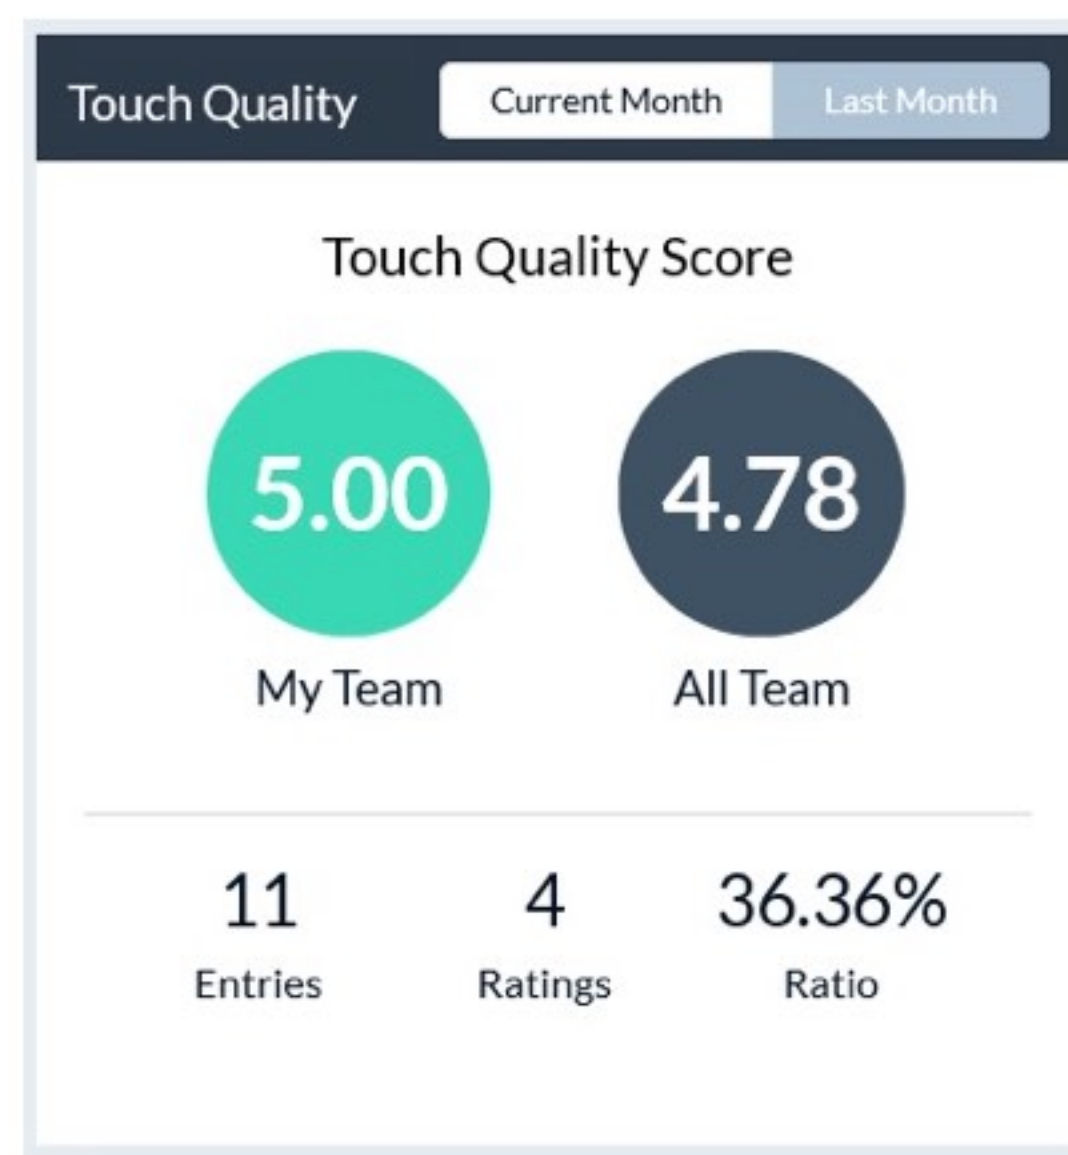 Touch Quality
Current Month
Last Month
Touch Quality Score
5.00
4.78
My Team
All Team
11
4
36.36%
Entries
Ratings
Ratio